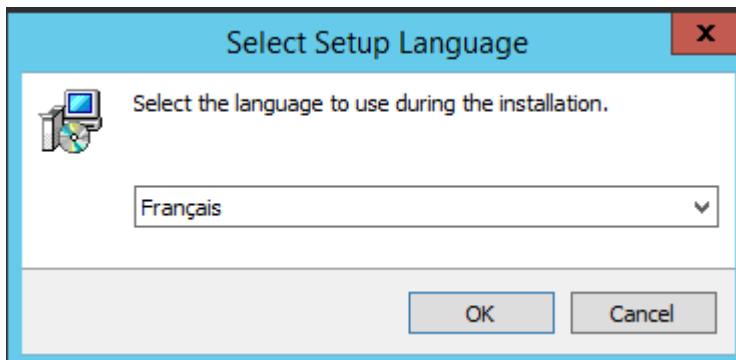 Select Setup Language
Select the language to use during the installation.
Français
OK
Cancel